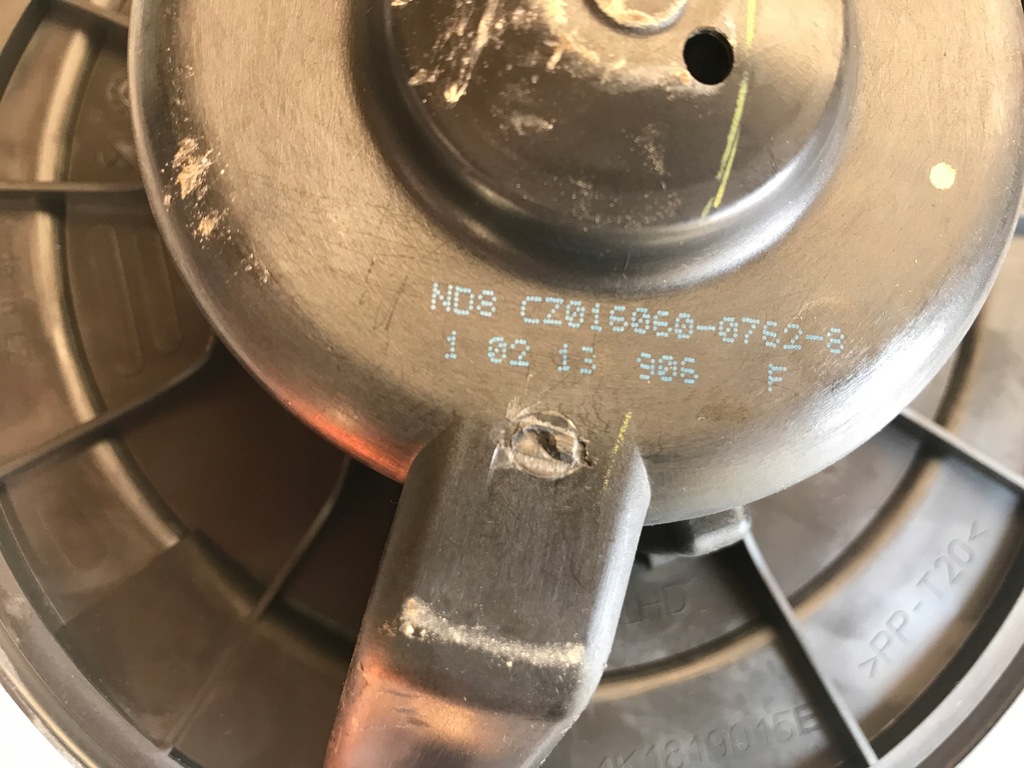 ND8 CZ016060-0762-8
1 02 13 906 F
LHD
>PP-T20<
1K1819015E